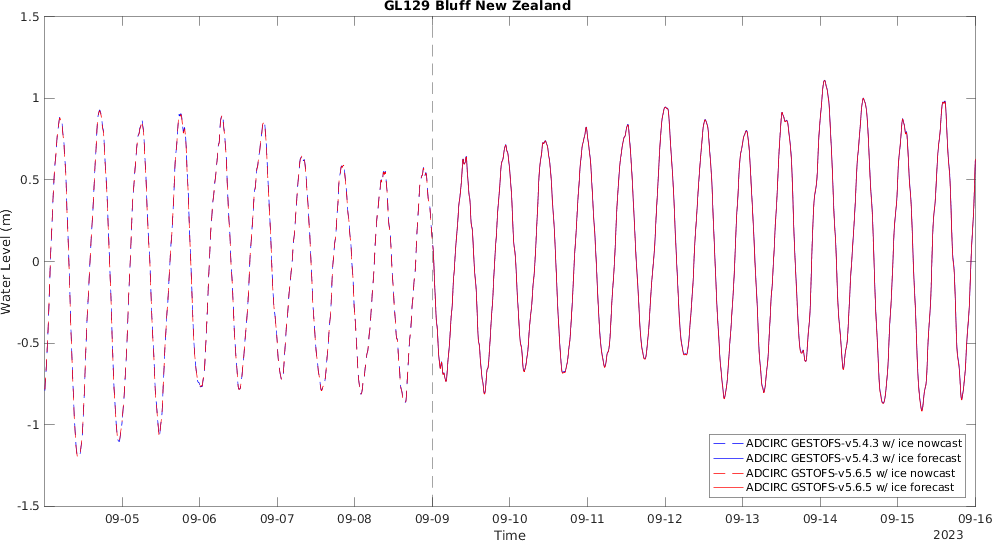 GL129 Bluff New Zealand
1.5
1
0.5
0
-0.5
-1
-1.5
Water Level (m)
ADCIRC GESTOFS-v5.4.3 w/ ice nowcast
ADCIRC GESTOFS-v5.4.3 w/ ice forecast
ADCIRC GSTOFS-v5.6.5 w/ ice nowcast
ADCIRC GSTOFS-v5.6.5 w/ ice forecast
09-05 09-06 09-07 09-08 09-09 09-10 09-11 09-12 09-13 09-14 09-15 09-16
Time
2023